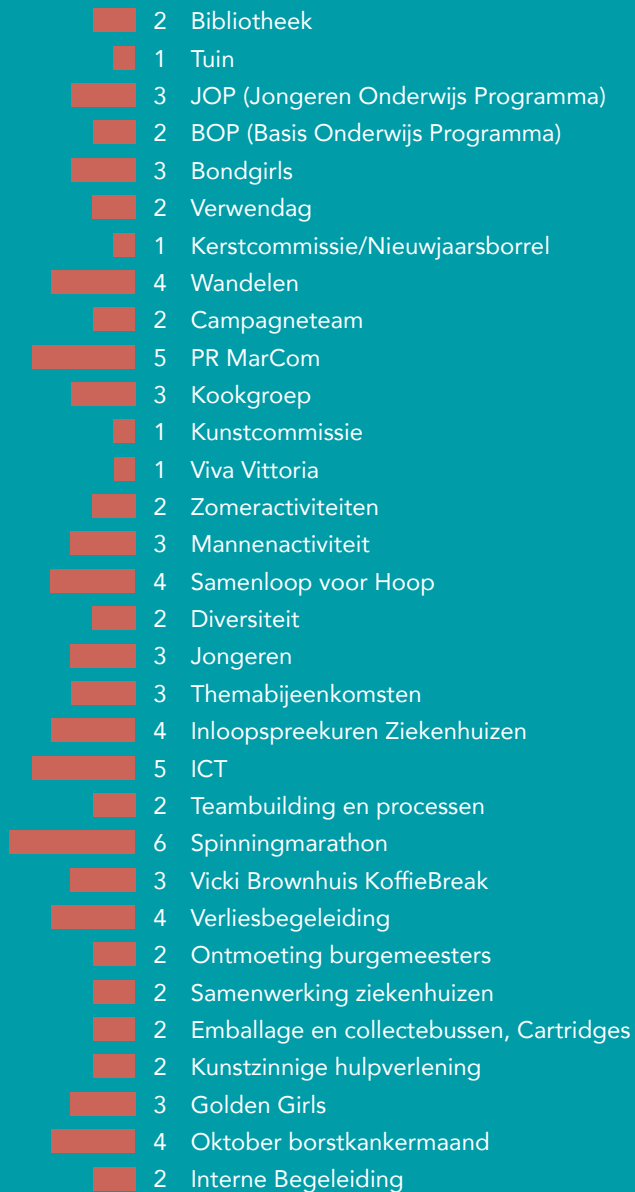 2 Bibliotheek
1 Tuin
3 JOP (Jongeren Onderwijs Programma)
2 BOP (Basis Onderwijs Programma)
3 Bondgirls
2 Verwendag
1 Kerstcommissie/Nieuwjaarsborrel
4 Wandelen
2 Campagneteam
5 PR MarCom
3 Kookgroep
1 Kunstcommissie
1 Viva Vittoria
2 Zomeractiviteiten
3 Mannenactiviteit
4 Samenloop voor Hoop
2 Diversiteit
3 Jongeren
3 Themabijeenkomsten
4 Inloopspreekuren Ziekenhuizen
5 ICT
2 Teambuilding en processen
6 Spinningmarathon
3 Vicki Brownhuis KoffieBreak
4 Verliesbegeleiding
2 Ontmoeting burgemeesters
2 Samenwerking ziekenhuizen
2 Emballage en collectebussen, Cartridges
2 Kunstzinnige hulpverlening
3 Golden Girls
4 Oktober borstkankermaand
2 Interne Begeleiding